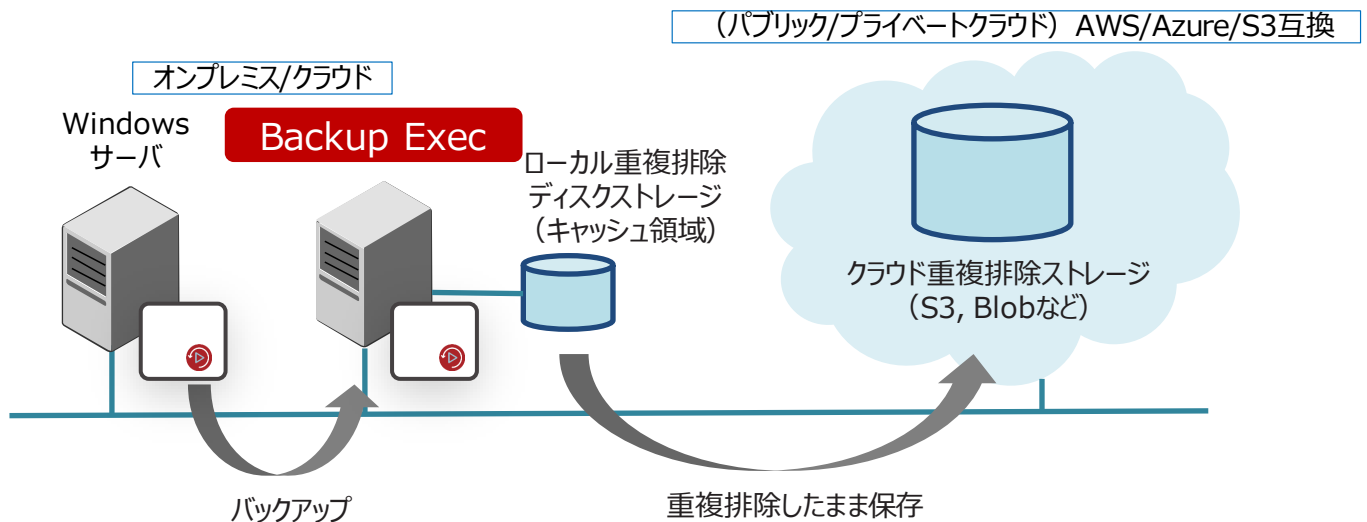 （パブリック/プライベートクラウド）AWS/Azure/S3互換
オンプレミス/クラウド
Windows
サーバ
Backup Exec
ローカル重複排除
ディスクストレージ
（キャッシュ領域）
クラウド重複排除ストレージ
（S3, Blobなど）
バックアップ
重複排除したまま保存